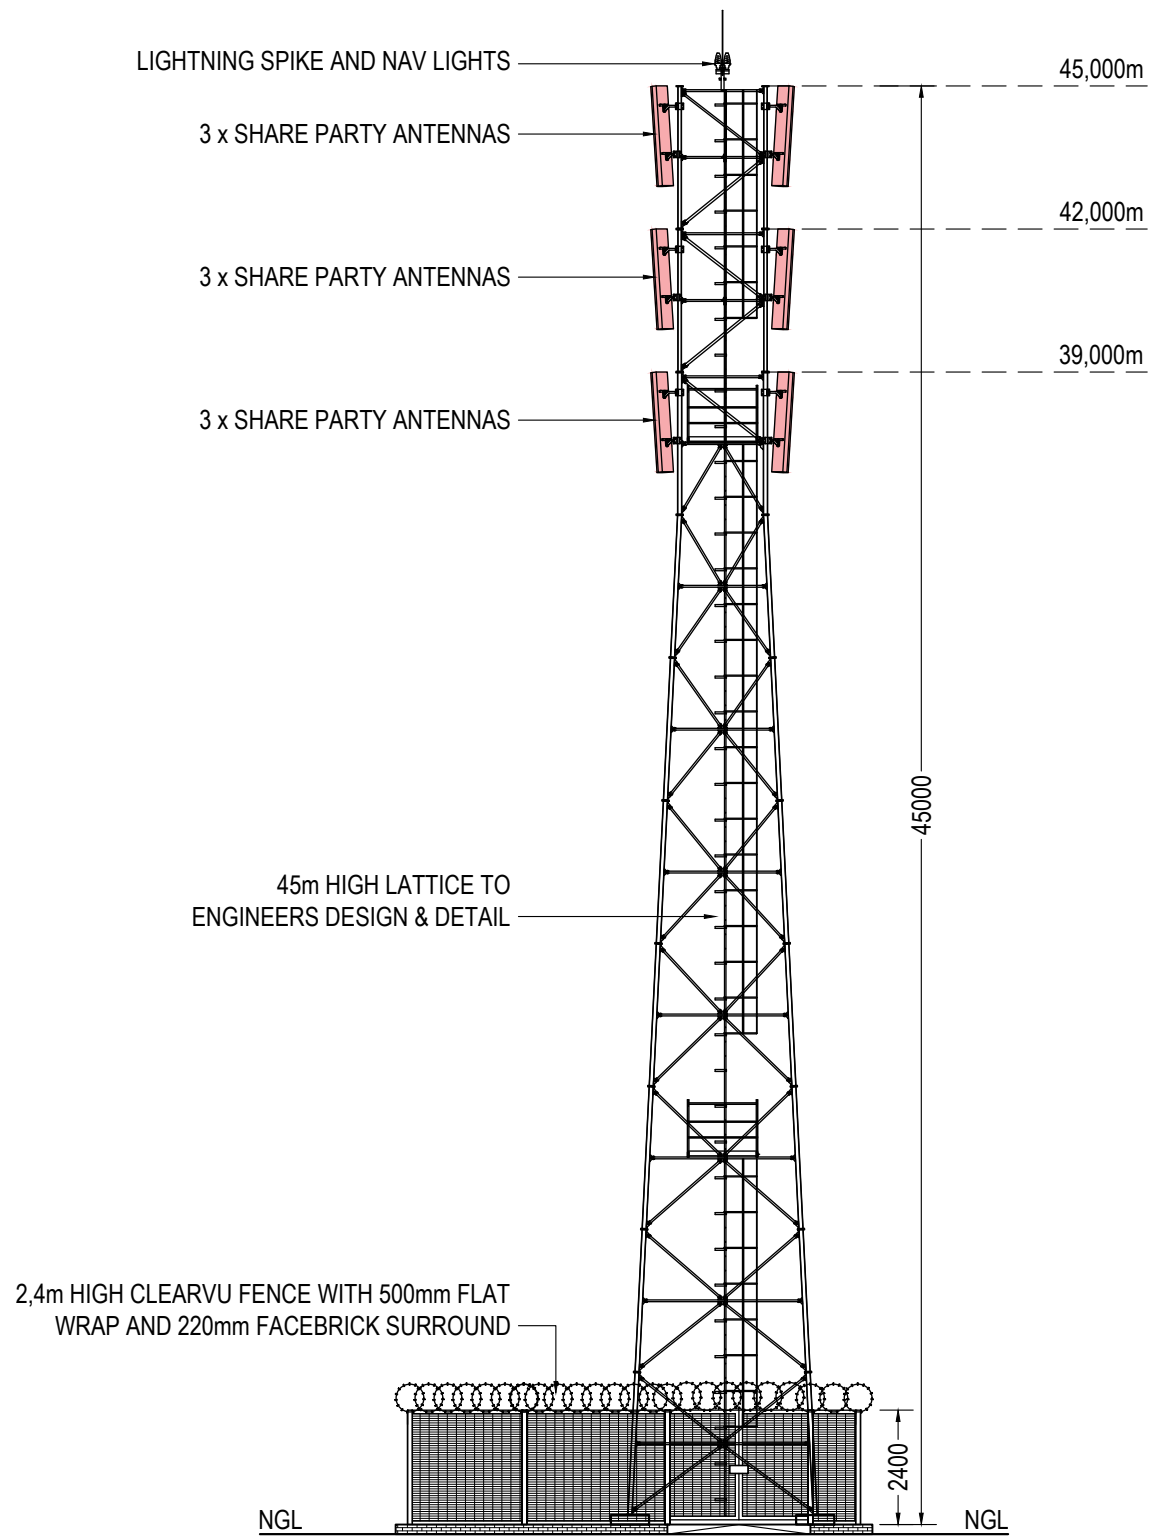 LIGHTNING SPIKE AND NAV LIGHTS
45,000m
3 x SHARE PARTY ANTENNAS
42,000m
3 x SHARE PARTY ANTENNAS
39,000m
3 x SHARE PARTY ANTENNAS
45000
45m HIGH LATTICE TO
ENGINEERS DESIGN & DETAIL
2,4m HIGH CLEARVU FENCE WITH 500mm FLAT
WRAP AND 220mm FACEBRICK SURROUND
2400
NGL
NGL